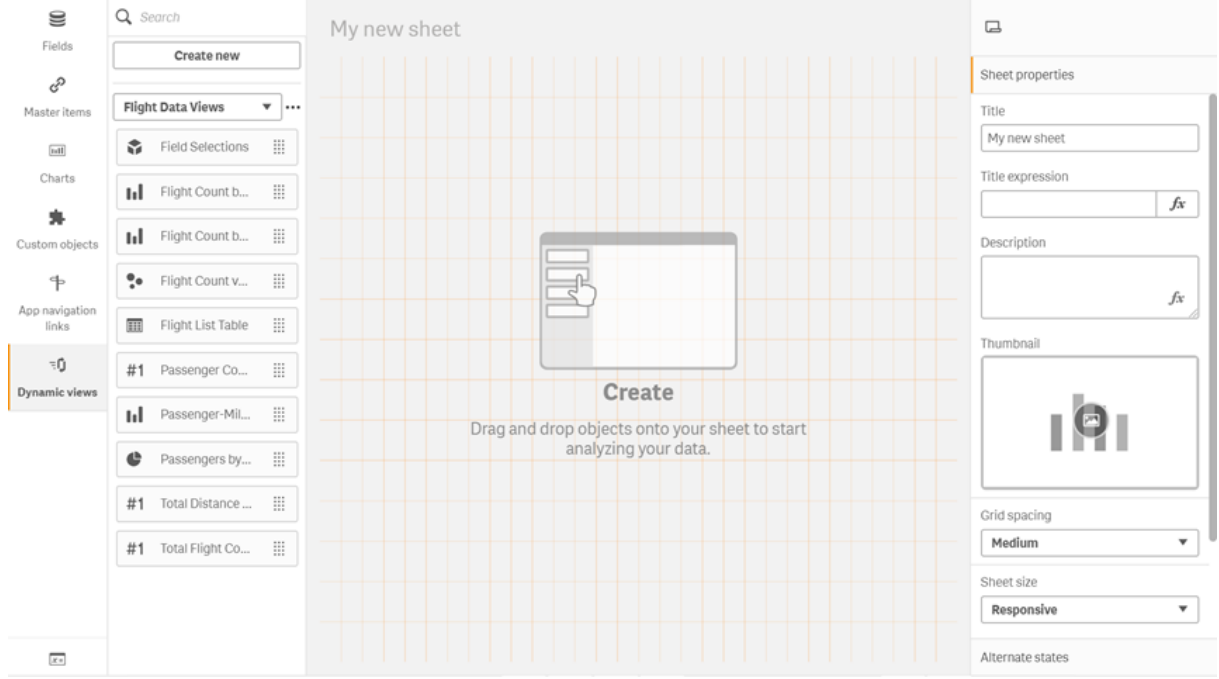 Fields
Master items
Charts
Custom objects
App navigation
links
Dynamic views
Search
Create new
Flight Data Views
Field Selections
Flight Count b...
Flight Count b...
Flight Count v...
Flight List Table
#1 Passenger Co...
Passenger-Mil...
Passengers by...
#1 Total Distance ...
#1 Total Flight Co...
My new sheet
Create
Drag and drop objects onto your sheet to start
analyzing your data.
Sheet properties
Title
My new sheet
Title expression
fx
Description
fx
Thumbnail
Grid spacing
Medium
Sheet size
Responsive
Alternate states